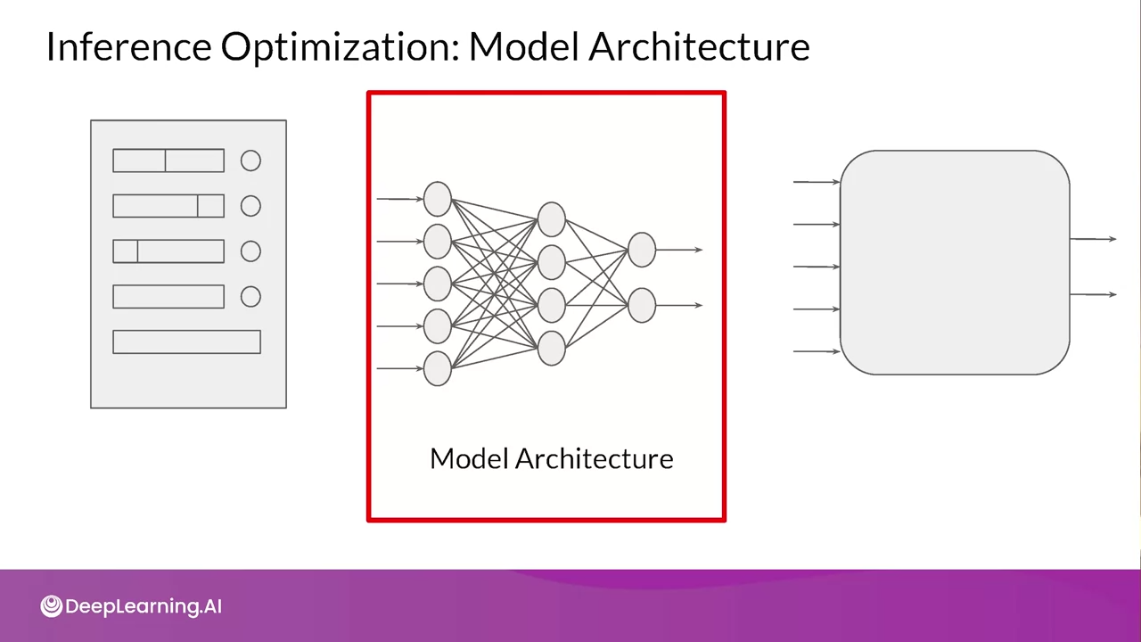 Inference Optimization: Model Architecture
Model Architecture
DeepLearning.AI